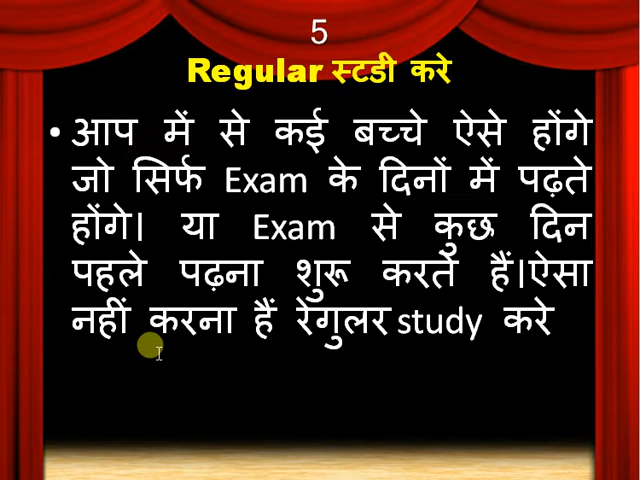 5
Regular स्टडी करे
• आप में से कई बच्चे ऐसे होंगे
जो सिर्फ Exam के दिनों में पढ़ते
होंगे। या Exam से कुछ दिन
पहले पढ़ना शुरू करते हैं।ऐसा
नहीं करना हैं रेगुलर study करे